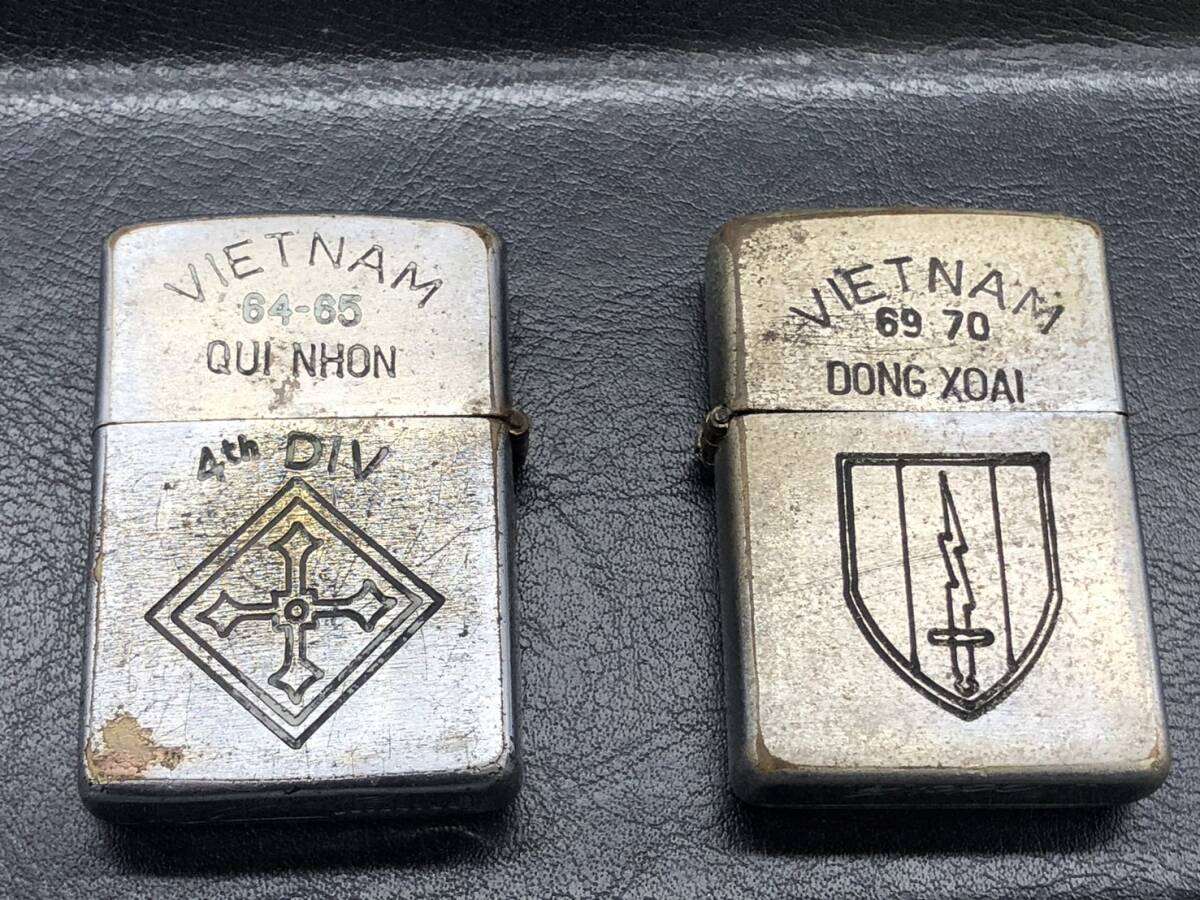 VIETNAM
64-65
QUI NHON
4th DIV
VIETNAM
69 70
DONG XOAI